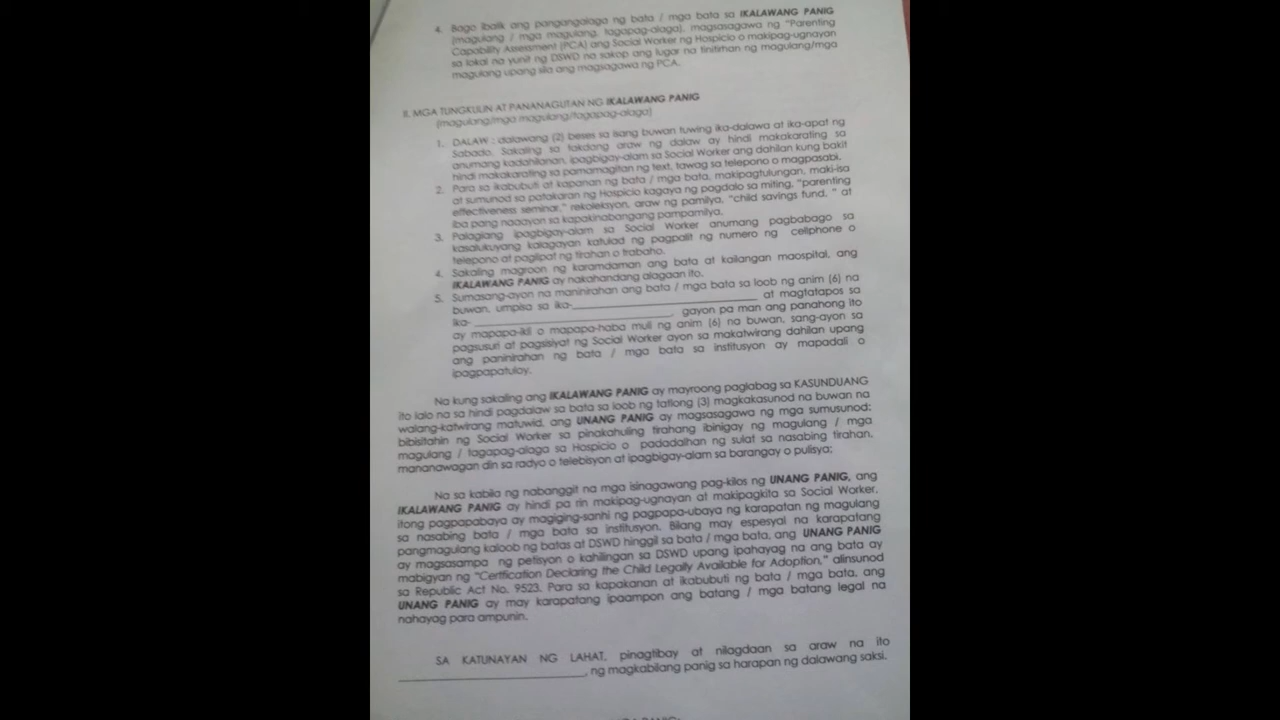 4. Bago ibalik ang pangangalaga ng bata / mga bata sa IKALAWANG PANIG
(magulang / mga magulang, tagapag-alaga), magsasagawa ng "Parenting
Capability Assessment (PCA) ang Social Worker ng Hospicio o makipag-ugnayan
sa lokal na yunit ng DSWD na sakop ang lugar na tinitirhan ng magulang/mga
magulang upang sila ang magsagawa ng PCA.
II. MGA TUNGKULIN AT PANANAGUTAN NG IKALAWANG PANIG
(magulang/mga magulang/tagapag-alaga)
1. DALAW : dalawang (2) beses sa isang buwan tuwing ika-dalawa at ika-apat ng
Sabado. Sakaling sa takdang araw ng dalaw ay hindi makakarating sa
anumang kadahilanan, ipagbigay-alam sa Social Worker ang dahilan kung bakit
hindi makakarating sa pamamagitan ng text, tawag sa telepono o magpasabi.
2. Para sa ikabubuti at kapanan ng bata / mga bata, makipagtulungan, maki-isa
at sumunod sa patakaran ng Hospicio kagaya ng pagdalo sa miting, "parenting
effectiveness seminar," rekoleksyon, araw ng pamilya, "child savings fund, " at
iba pang naaayon sa kapakinabangang pampamilya.
3. Palagiang ipagbigay-alam sa Social Worker anumang pagbabago sa
kasalukuyang kalagayan katulad ng pagpalit ng numero ng cellphone o
telepono at paglipat ng tirahan o trabaho.
4. Sakaling magroon ng karamdaman ang bata at kailangan maospital, ang
IKALAWANG PANIG ay nakahandang alagaan ito.
5. Sumasang-ayon na maninirahan ang bata / mga bata sa loob ng anim (6) na
buwan, umpisa sa ika-______________________________ at magtatapos sa
ika- ______________________________, gayon pa man ang panahong ito
ay mapapa-ikli o mapapa-haba muli ng anim (6) na buwan, sang-ayon sa
pagsusuri at pagsisiyat ng Social Worker ayon sa makatwirang dahilan upang
ang paninirahan ng bata / mga bata sa institusyon ay mapadali o
ipagpapatuloy.
Na kung sakaling ang IKALAWANG PANIG ay mayroong paglabag sa KASUNDUANG
ito lalo na sa hindi pagdalaw sa bata sa loob ng tatlong (3) magkakasunod na buwan na
walang-katwirang matuwid, ang UNANG PANIG ay magsasagawa ng mga sumusunod:
bibisitahin ng Social Worker sa pinakahuling tirahang ibinigay ng magulang / mga
magulang / tagapag-alaga sa Hospicio o padadalhan ng sulat sa nasabing tirahan,
mananawagan din sa radyo o telebisyon at ipagbigay-alam sa barangay o pulisya;
Na sa kabila ng nabanggit na mga isinagawang pag-kilos ng UNANG PANIG, ang
IKALAWANG PANIG ay hindi pa rin makipag-ugnayan at makipagkita sa Social Worker,
itong pagpapabaya ay magiging-sanhi ng pagpapa-ubaya ng karapatan ng magulang
sa nasabing bata / mga bata sa institusyon. Bilang may espesyal na karapatang
pangmagulang kaloob ng batas at DSWD hinggil sa bata / mga bata, ang UNANG PANIG
ay magsasampa ng petisyon o kahilingan sa DSWD upang ipahayag na ang bata ay
mabigyan ng "Certfication Declaring the Child Legally Available for Adoption," alinsunod
sa Republic Act No. 9523. Para sa kapakanan at ikabubuti ng bata / mga bata, ang
UNANG PANIG ay may karapatang ipaampon ang batang / mga batang legal na
nahayag para ampunin.
SA KATUNAYAN NG LAHAT, pinagtibay at nilagdaan sa araw na ito
______________________________, ng magkabilang panig sa harapan ng dalawang saksi.